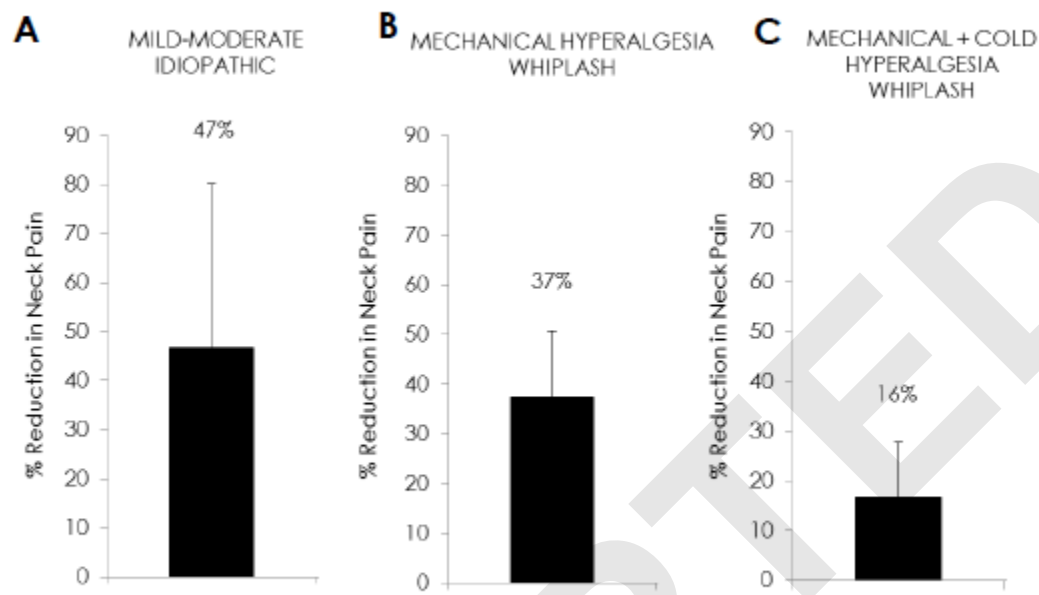 A
MILD-MODERATE
IDIOPATHIC
47%
% Reduction in Neck Pain
90
80
70
60
50
40
30
20
10
0
B
MECHANICAL HYPERALGESIA
WHIPLASH
37%
% Reduction in Neck Pain
90
80
70
60
50
40
30
20
10
0
C
MECHANICAL + COLD
HYPERALGESIA
WHIPLASH
16%
% Reduction in Neck Pain
90
80
70
60
50
40
30
20
10
0
PTED